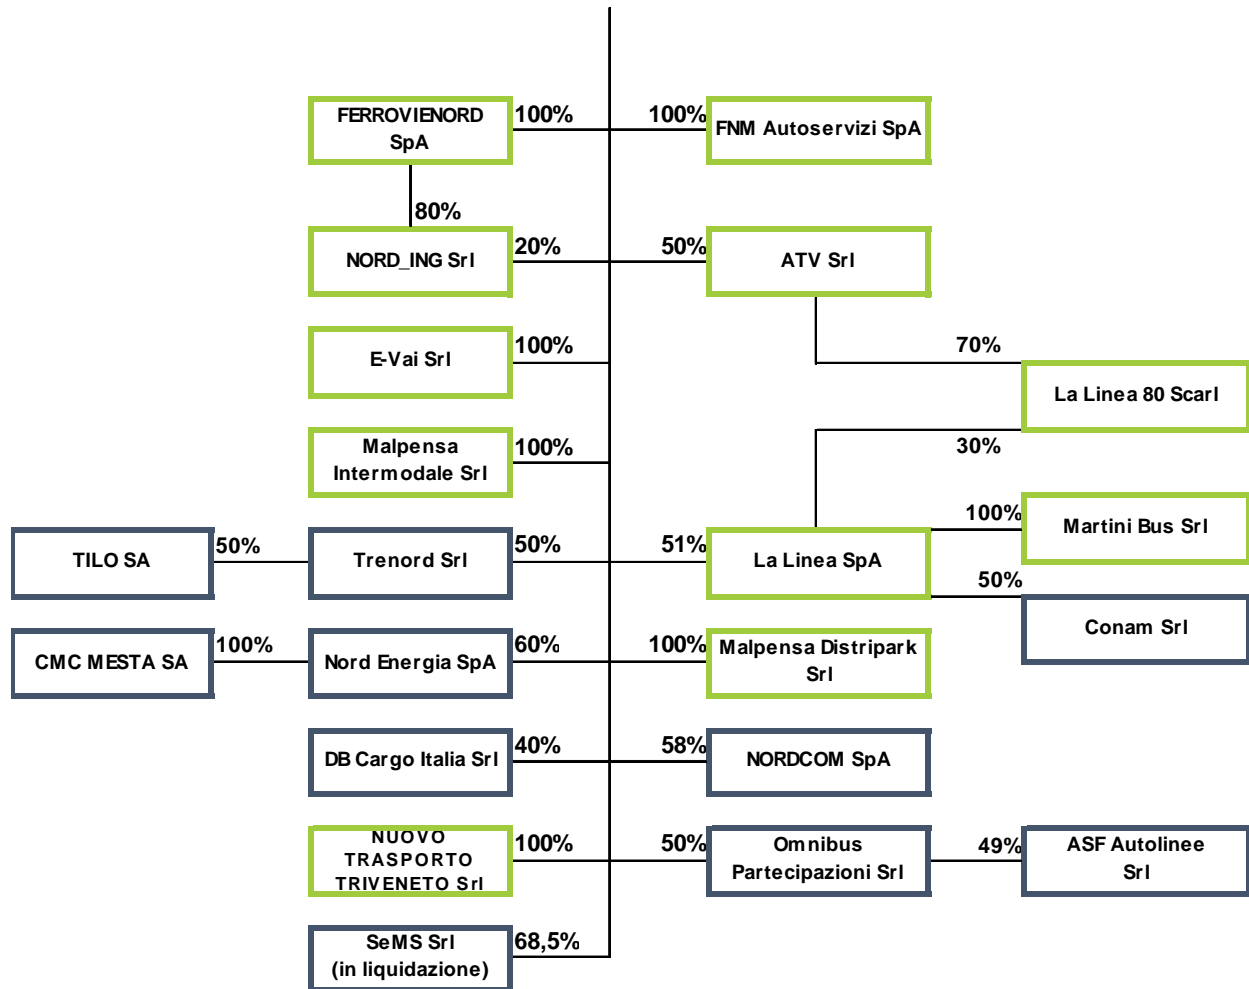 FERROVIENORD
SpA
100%
100%
FNM Autoservizi SpA
80%
NORD_ING Srl
20%
50%
ATV Srl
E-Vai Srl
100%
70%
La Linea 80 Scarl
30%
Malpensa
Intermodale Srl
100%
100%
Martini Bus Srl
TILO SA
50%
Trenord Srl
50%
51%
La Linea SpA
50%
Conam Srl
CMC MESTA SA
100%
Nord Energia SpA
60%
100%
Malpensa Distripark
Srl
DB Cargo Italia Srl
40%
58%
NORDCOM SpA
NUOVO
TRASPORTO
TRIVENETO Srl
100%
50%
Omnibus
Partecipazioni Srl
49%
ASF Autolinee
Srl
SeMS Srl
(in liquidazione)
68,5%